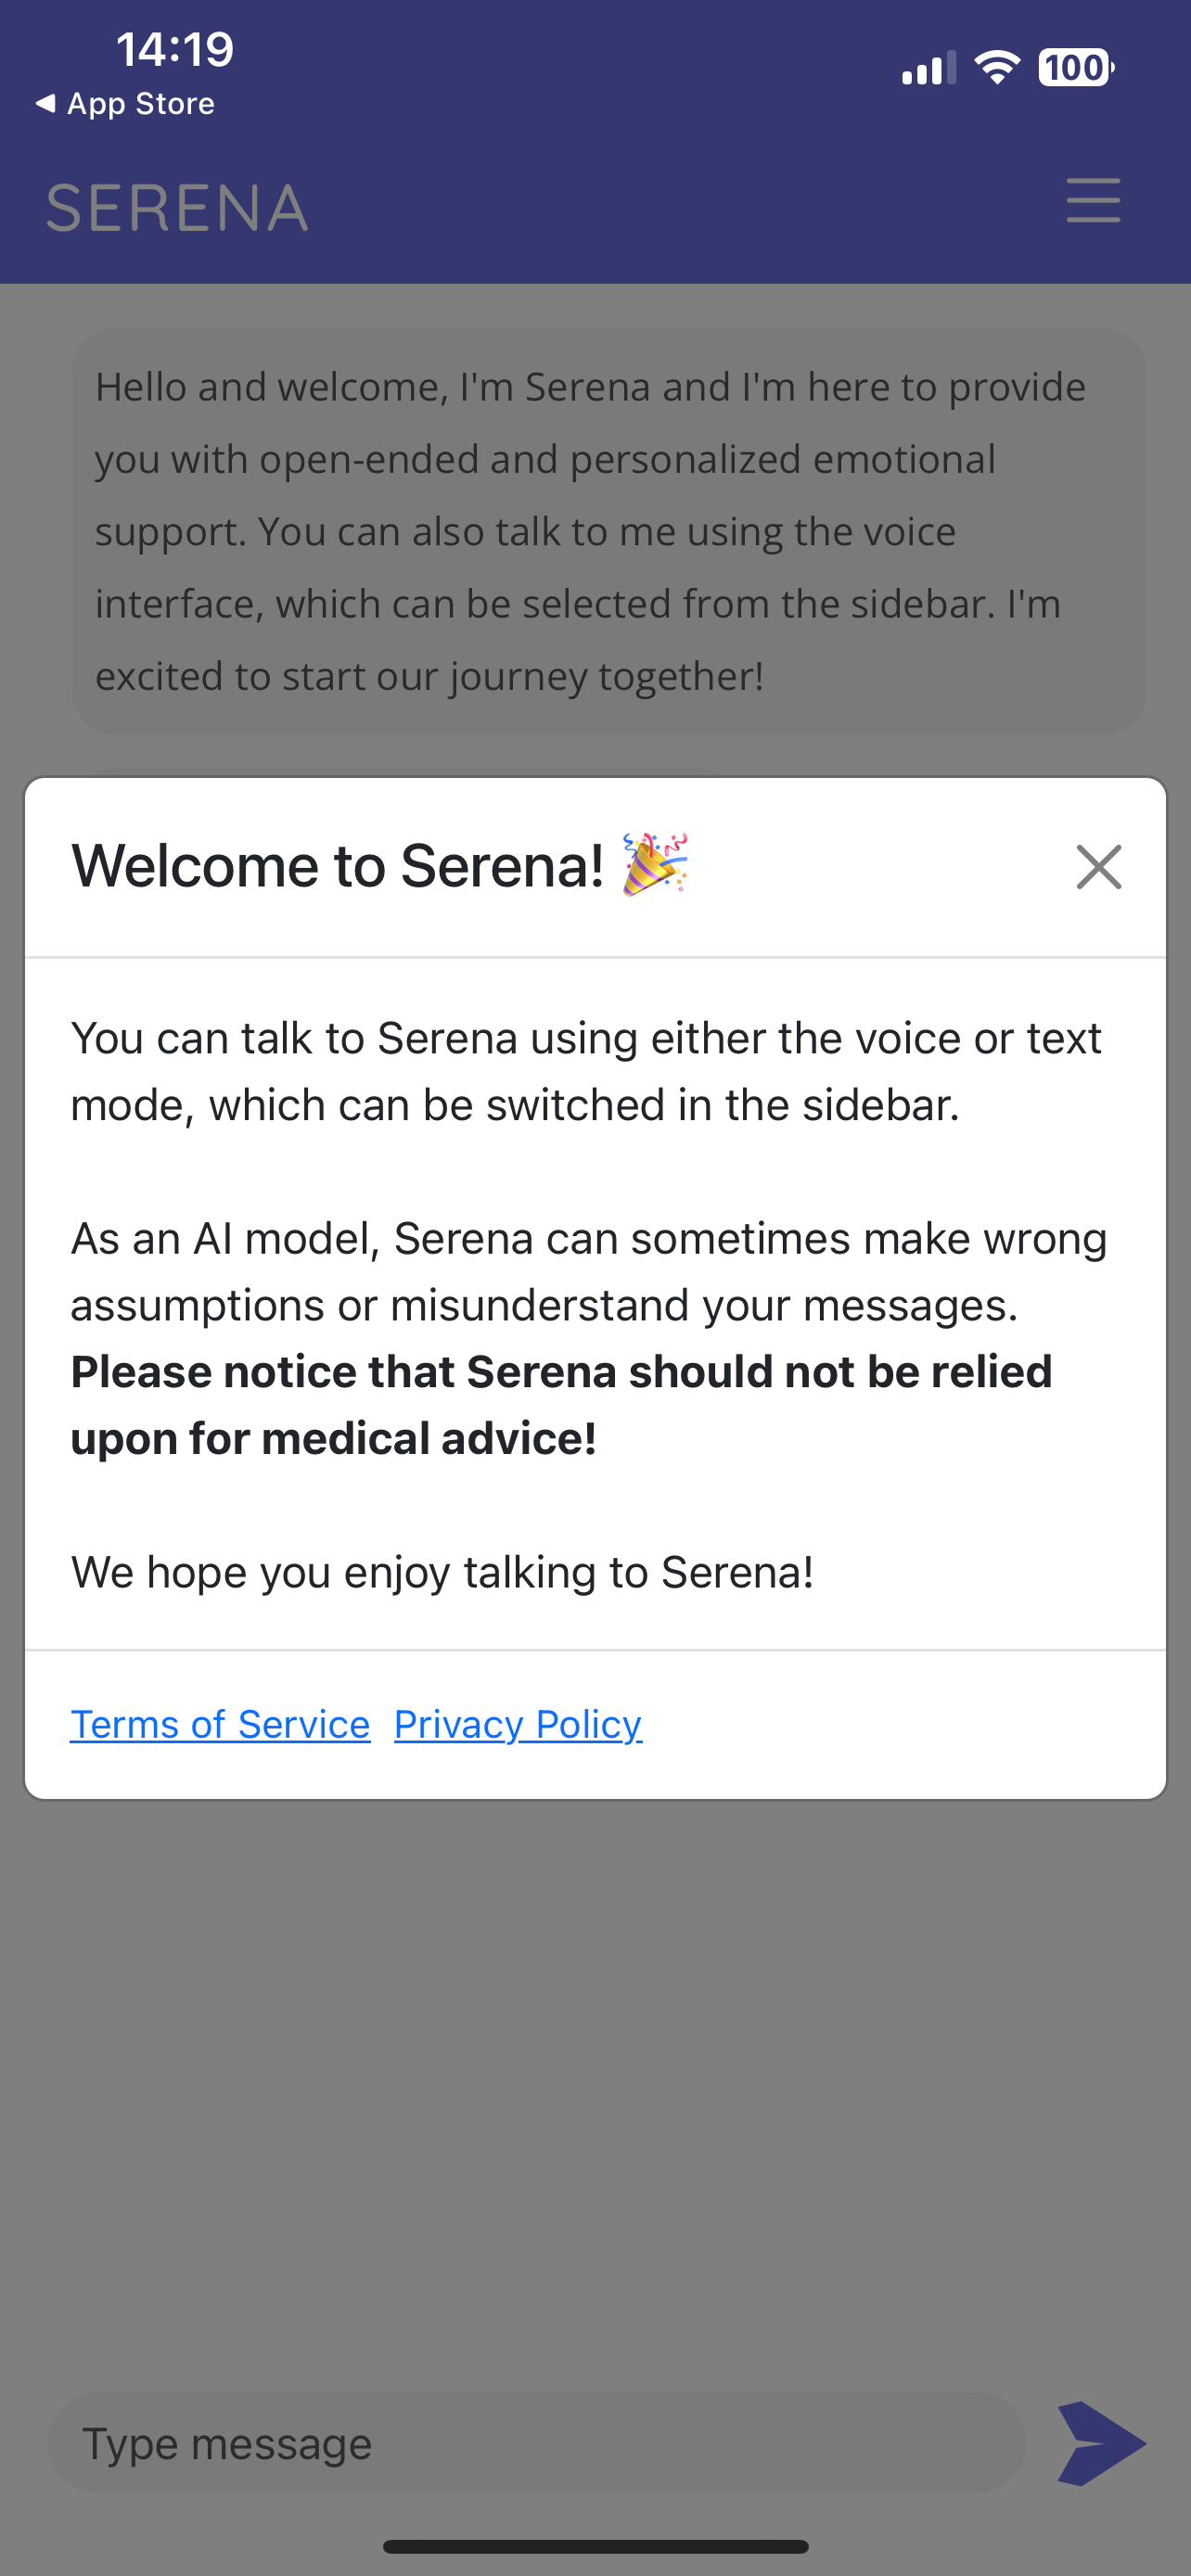 14:19
100
◀ App Store
SERENA
Hello and welcome, I'm Serena and I'm here to provide
you with open-ended and personalized emotional
support. You can also talk to me using the voice
interface, which can be selected from the sidebar. I'm
excited to start our journey together!
Welcome to Serena! 🎉
You can talk to Serena using either the voice or text
mode, which can be switched in the sidebar.
As an AI model, Serena can sometimes make wrong
assumptions or misunderstand your messages.
Please notice that Serena should not be relied
upon for medical advice!
We hope you enjoy talking to Serena!
Terms of Service Privacy Policy
Type message